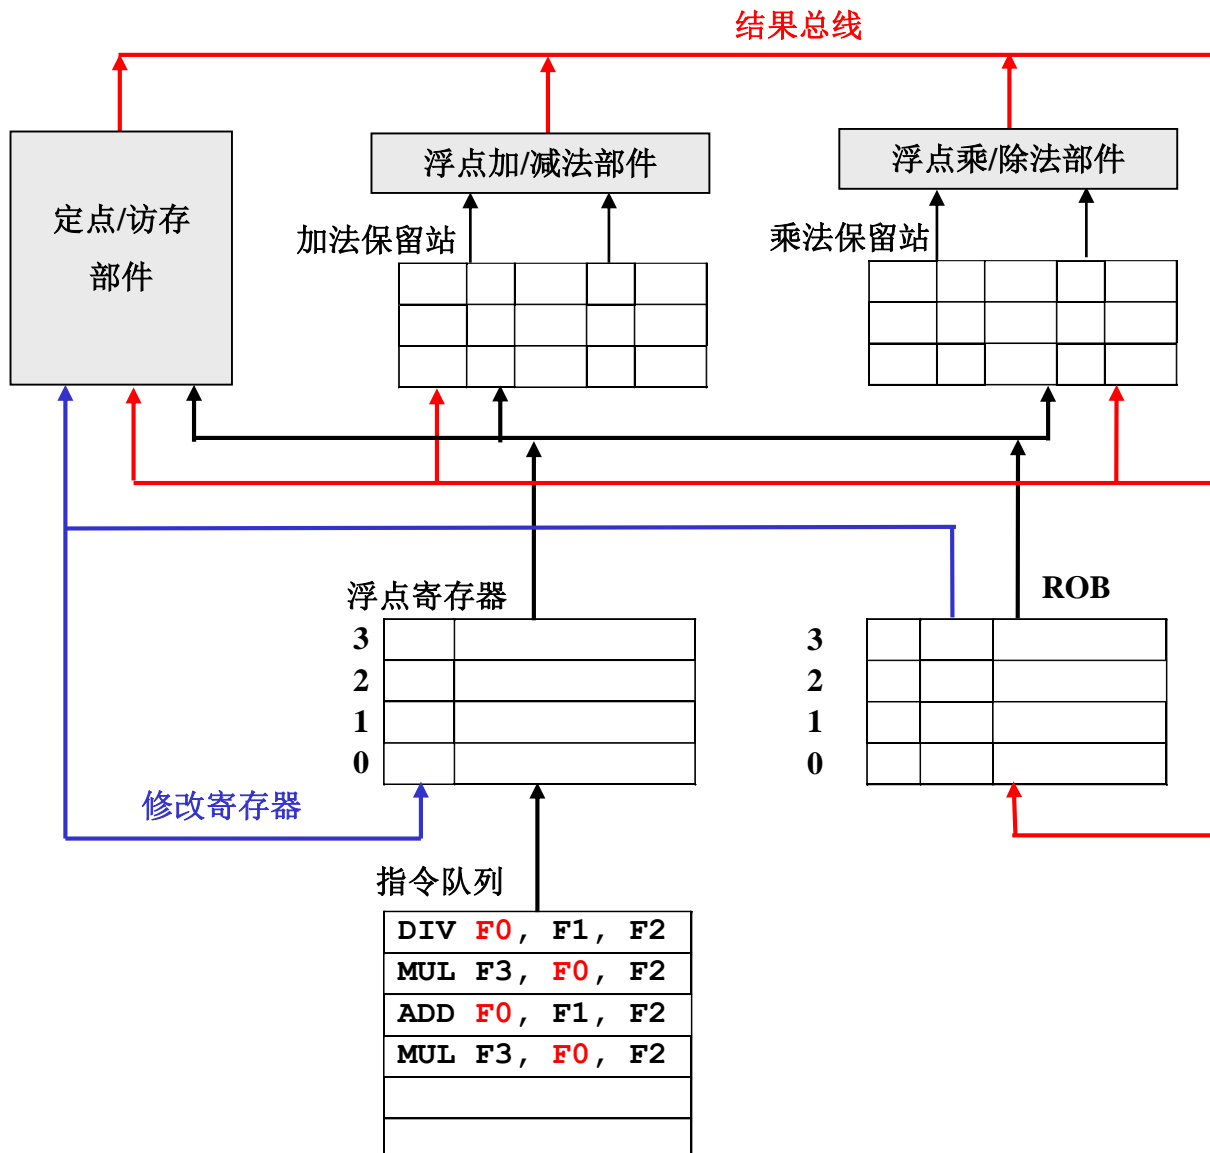 结果总线
浮点加/减法部件
浮点乘/除法部件
定点/访存
部件
加法保留站
乘法保留站
浮点寄存器
ROB
3
2
1
0
3
2
1
0
修改寄存器
指令队列
DIV F0, F1, F2
MUL F3, F0, F2
ADD F0, F1, F2
MUL F3, F0, F2